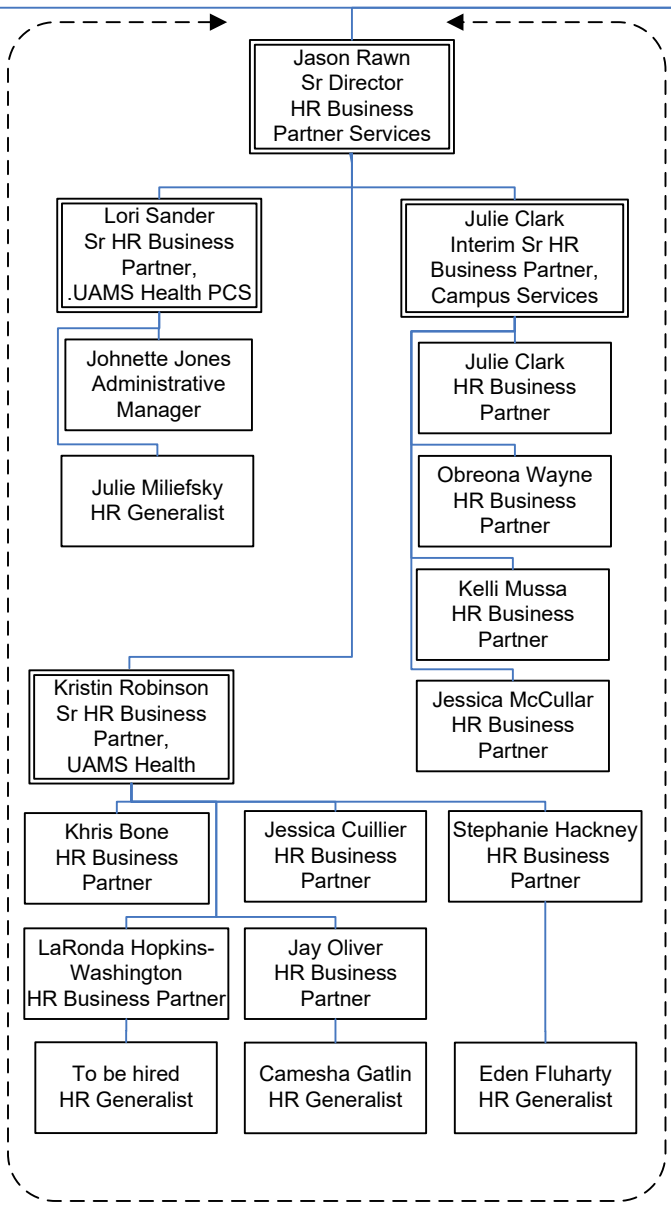 Jason Rawn
Sr Director
HR Business
Partner Services
Lori Sander
Sr HR Business
Partner,
.UAMS Health PCS
Julie Clark
Interim Sr HR
Business Partner,
Campus Services
Johnette Jones
Administrative
Manager
Julie Clark
HR Business
Partner
Julie Miliefsky
HR Generalist
Obreona Wayne
HR Business
Partner
Kelli Mussa
HR Business
Partner
Kristin Robinson
Sr HR Business
Partner,
UAMS Health
Jessica McCullar
HR Business
Partner
Khris Bone
HR Business
Partner
Jessica Cuillier
HR Business
Partner
Stephanie Hackney
HR Business
Partner
LaRonda Hopkins-
Washington
HR Business Partner
Jay Oliver
HR Business
Partner
To be hired
HR Generalist
Camesha Gatlin
HR Generalist
Eden Fluharty
HR Generalist